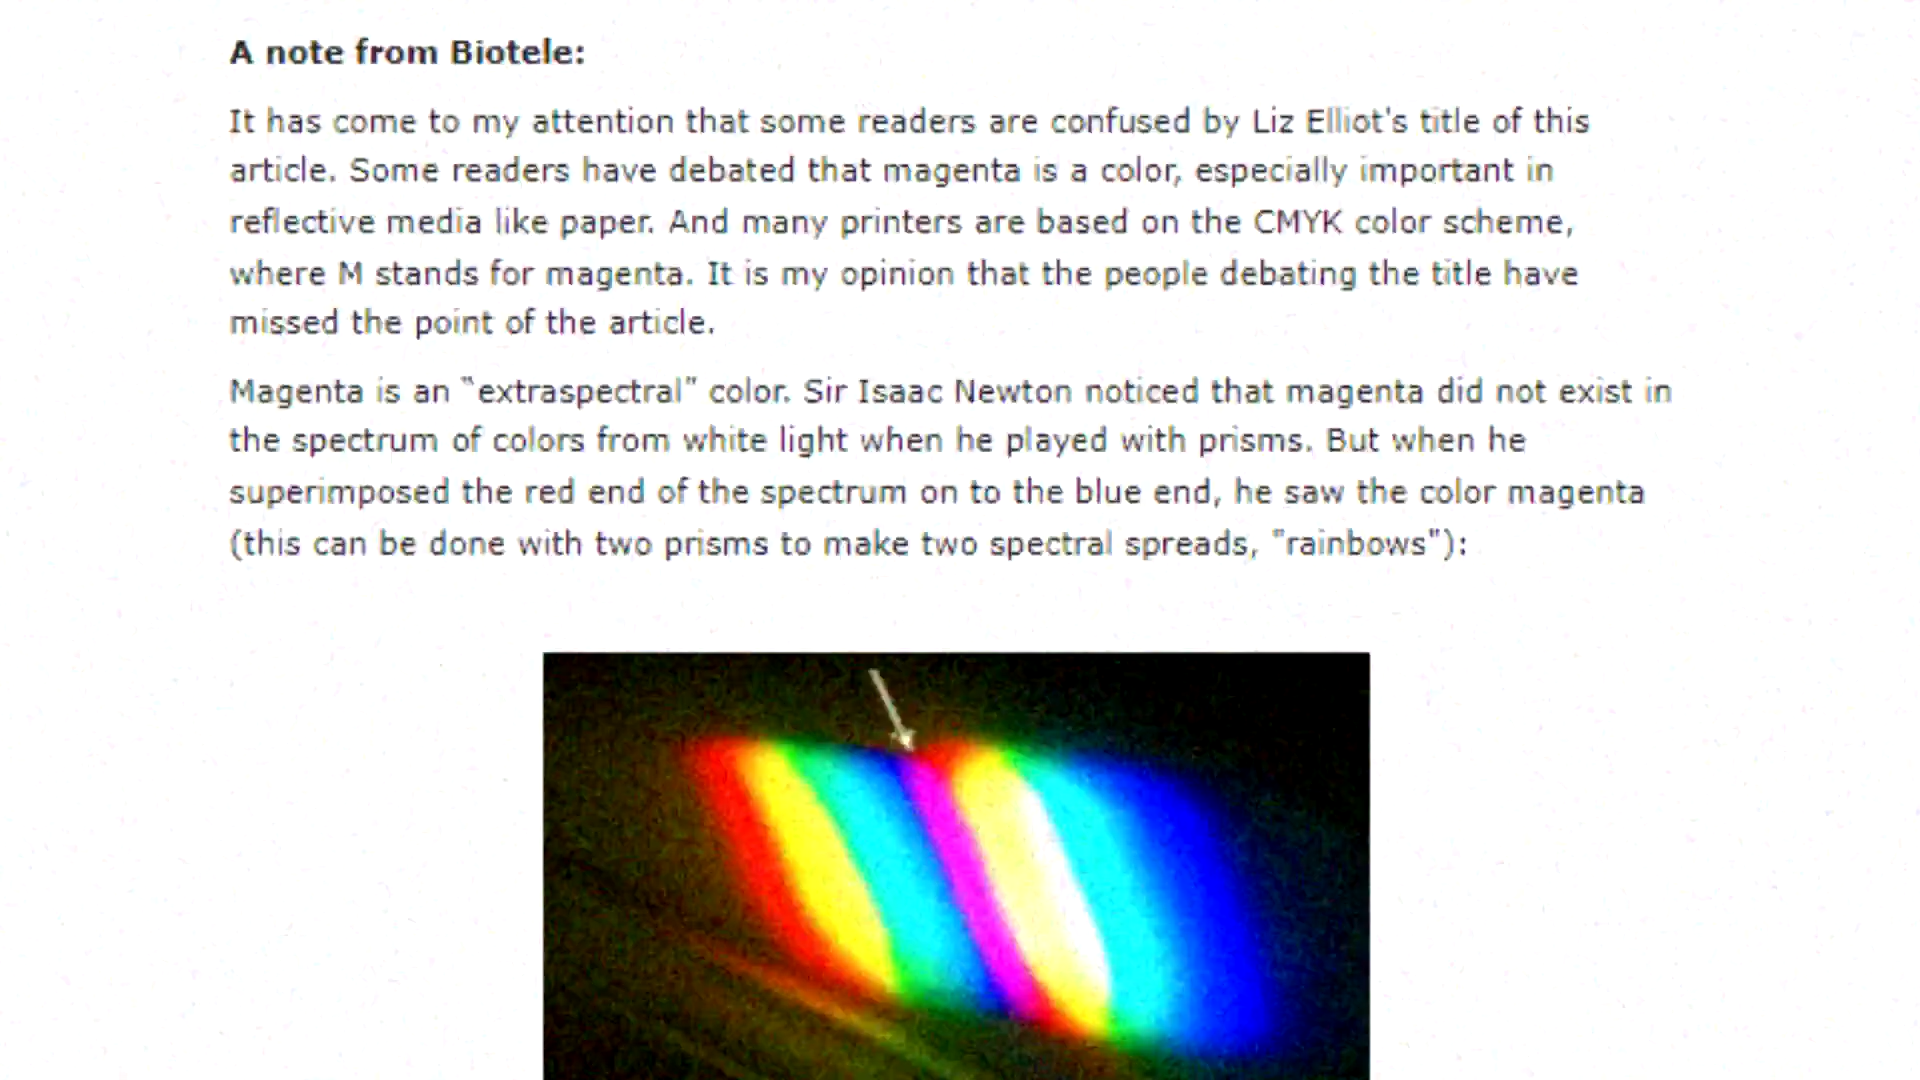 A note from Biotele:
It has come to my attention that some readers are confused by Liz Elliot's title of this
article. Some readers have debated that magenta is a color, especially important in
reflective media like paper. And many printers are based on the CMYK color scheme,
where M stands for magenta. It is my opinion that the people debating the title have
missed the point of the article.
Magenta is an "extraspectral" color. Sir Isaac Newton noticed that magenta did not exist in
the spectrum of colors from white light when he played with prisms. But when he
superimposed the red end of the spectrum on to the blue end, he saw the color magenta
(this can be done with two prisms to make two spectral spreads, "rainbows"):